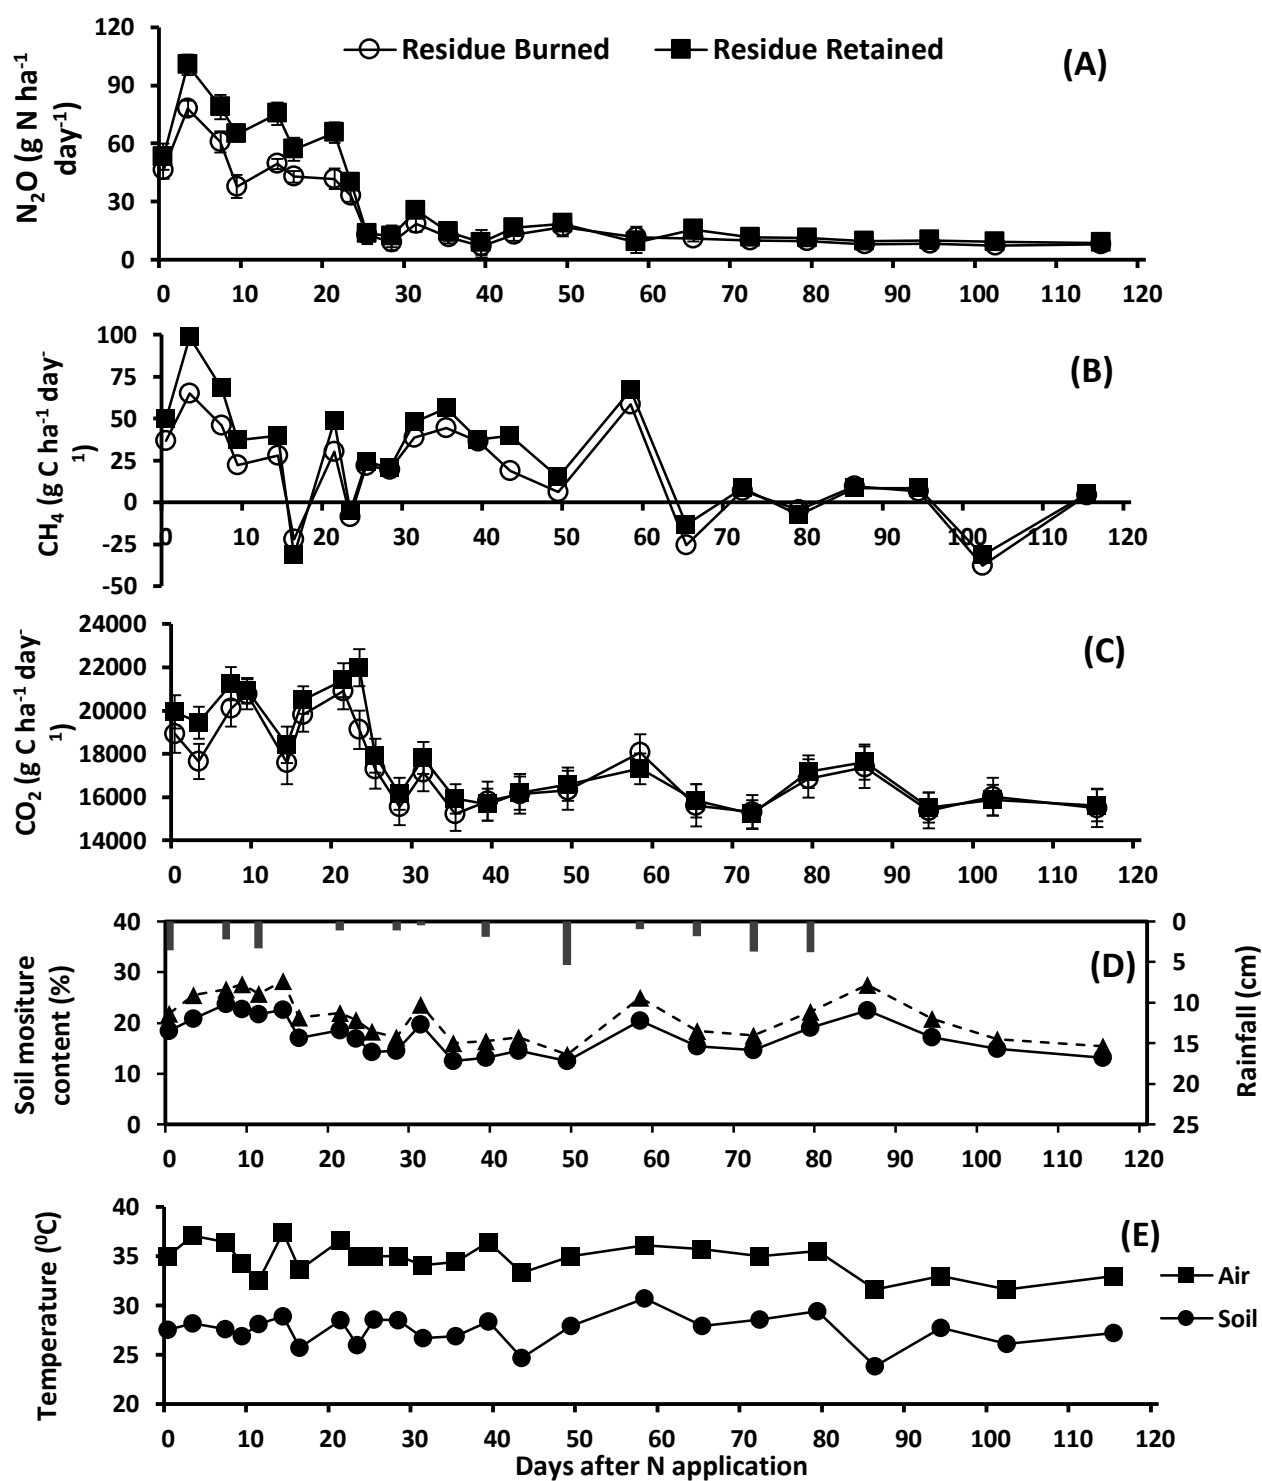 120
90
60
30
0
N₂O (g N ha⁻¹
day⁻¹)
Residue Burned
Residue Retained
(A)
0 10 20 30 40 50 60 70 80 90 100 110 120
100
75
50
25
0
-25
-50
CH₄ (g C ha⁻¹ day⁻
¹)
(B)
0 10 20 30 40 50 60 70 80 90 100 110 120
24000
22000
20000
18000
16000
14000
CO₂ (g C ha⁻¹ day⁻
¹)
(C)
0 10 20 30 40 50 60 70 80 90 100 110 120
40
30
20
10
0
Soil mositure
content (%)
(D)
0
5
10
15
20
25
Rainfall (cm)
0 10 20 30 40 50 60 70 80 90 100 110 120
40
35
30
25
20
Temperature (⁰C)
(E)
Air
Soil
0 10 20 30 40 50 60 70 80 90 100 110 120
Days after N application